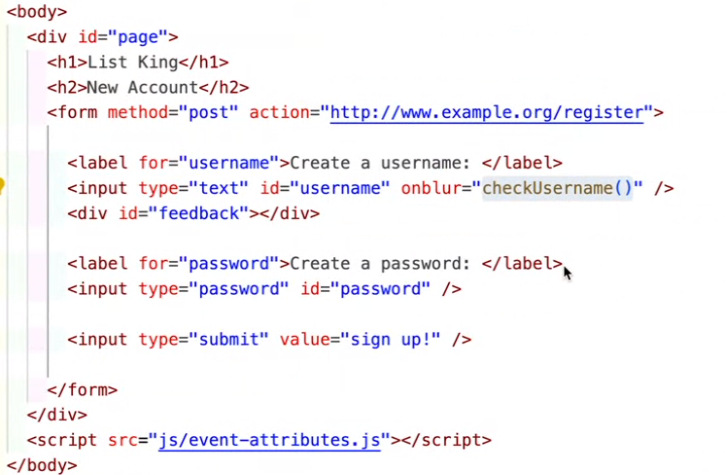 <body>
<div id="page">
<h1>List King</h1>
<h2>New Account</h2>
<form method="post" action="http://www.example.org/register">
<label for="username">Create a username: </label>
<input type="text" id="username" onblur="checkUsername()" />
<div id="feedback"></div>
<label for="password">Create a password: </label>
<input type="password" id="password" />
<input type="submit" value="sign up!" />
</form>
</div>
<script src="js/event-attributes.js"></script>
</body>